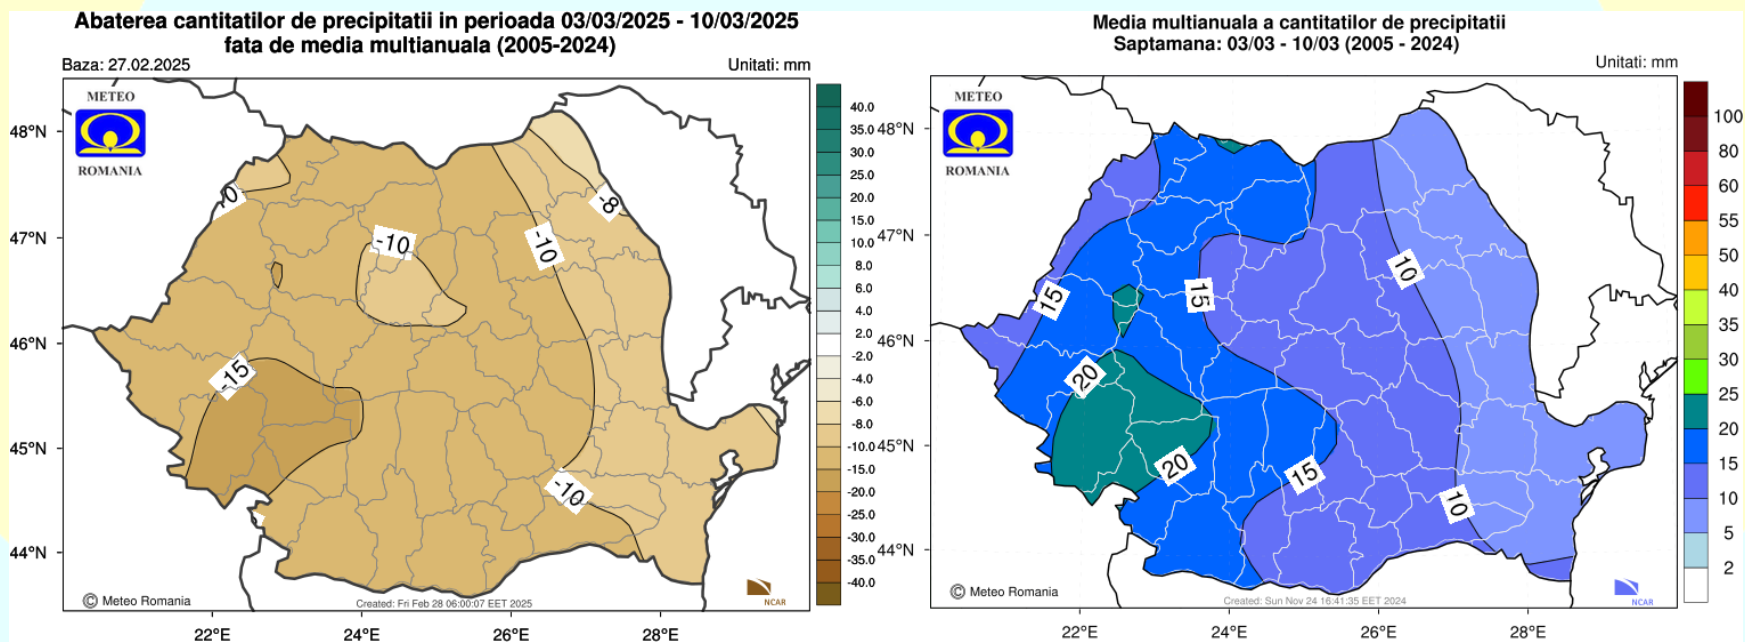 Abaterea cantitatilor de precipitatii in perioada 03/03/2025 - 10/03/2025
fata de media multianuala (2005-2024)
Baza: 27.02.2025
Unitati: mm
METEO
ROMANIA
48°N
47°N
46°N
45°N
44°N
22°E
24°E
26°E
28°E
0
-10
-10
-8
-15
-10
40.0
35.0
30.0
25.0
20.0
15.0
10.0
8.0
6.0
4.0
2.0
-2.0
-4.0
-6.0
-8.0
-10.0
-15.0
-20.0
-25.0
-30.0
-35.0
-40.0
© Meteo Romania
Created: Fri Feb 28 06:00:07 EET 2025
NCAR
Media multianuala a cantitatilor de precipitatii
Saptamana: 03/03 - 10/03 (2005 - 2024)
Unitati: mm
METEO
ROMANIA
48°N
47°N
46°N
45°N
44°N
22°E
24°E
26°E
28°E
15
15
10
20
20
15
10
100
80
60
55
50
40
35
30
25
20
15
10
5
2
© Meteo Romania
Created: Sun Nov 24 16:41:35 EET 2024
NCAR